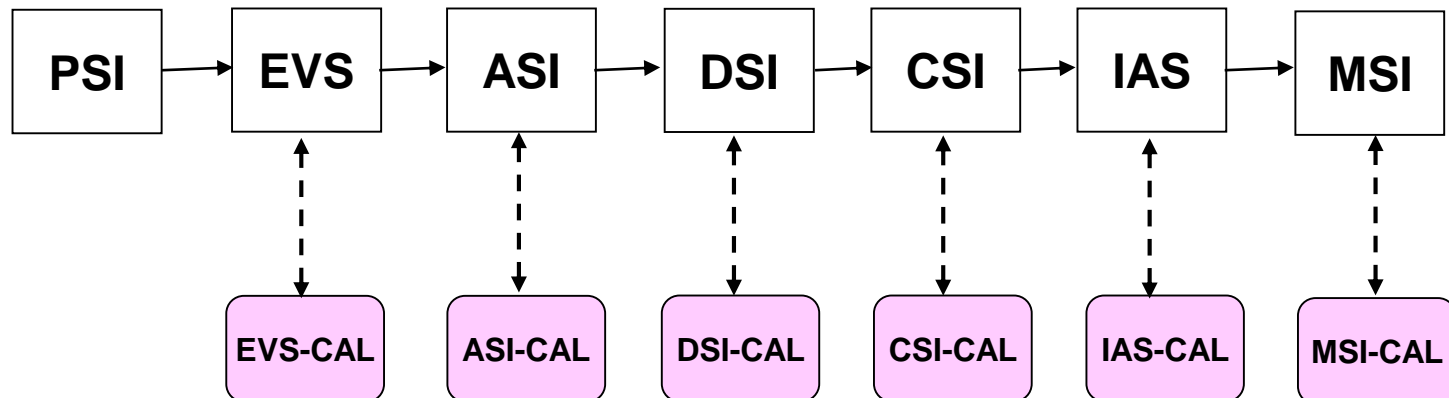 PSI
EVS
ASI
DSI
CSI
IAS
MSI
EVS-CAL
ASI-CAL
DSI-CAL
CSI-CAL
IAS-CAL
MSI-CAL